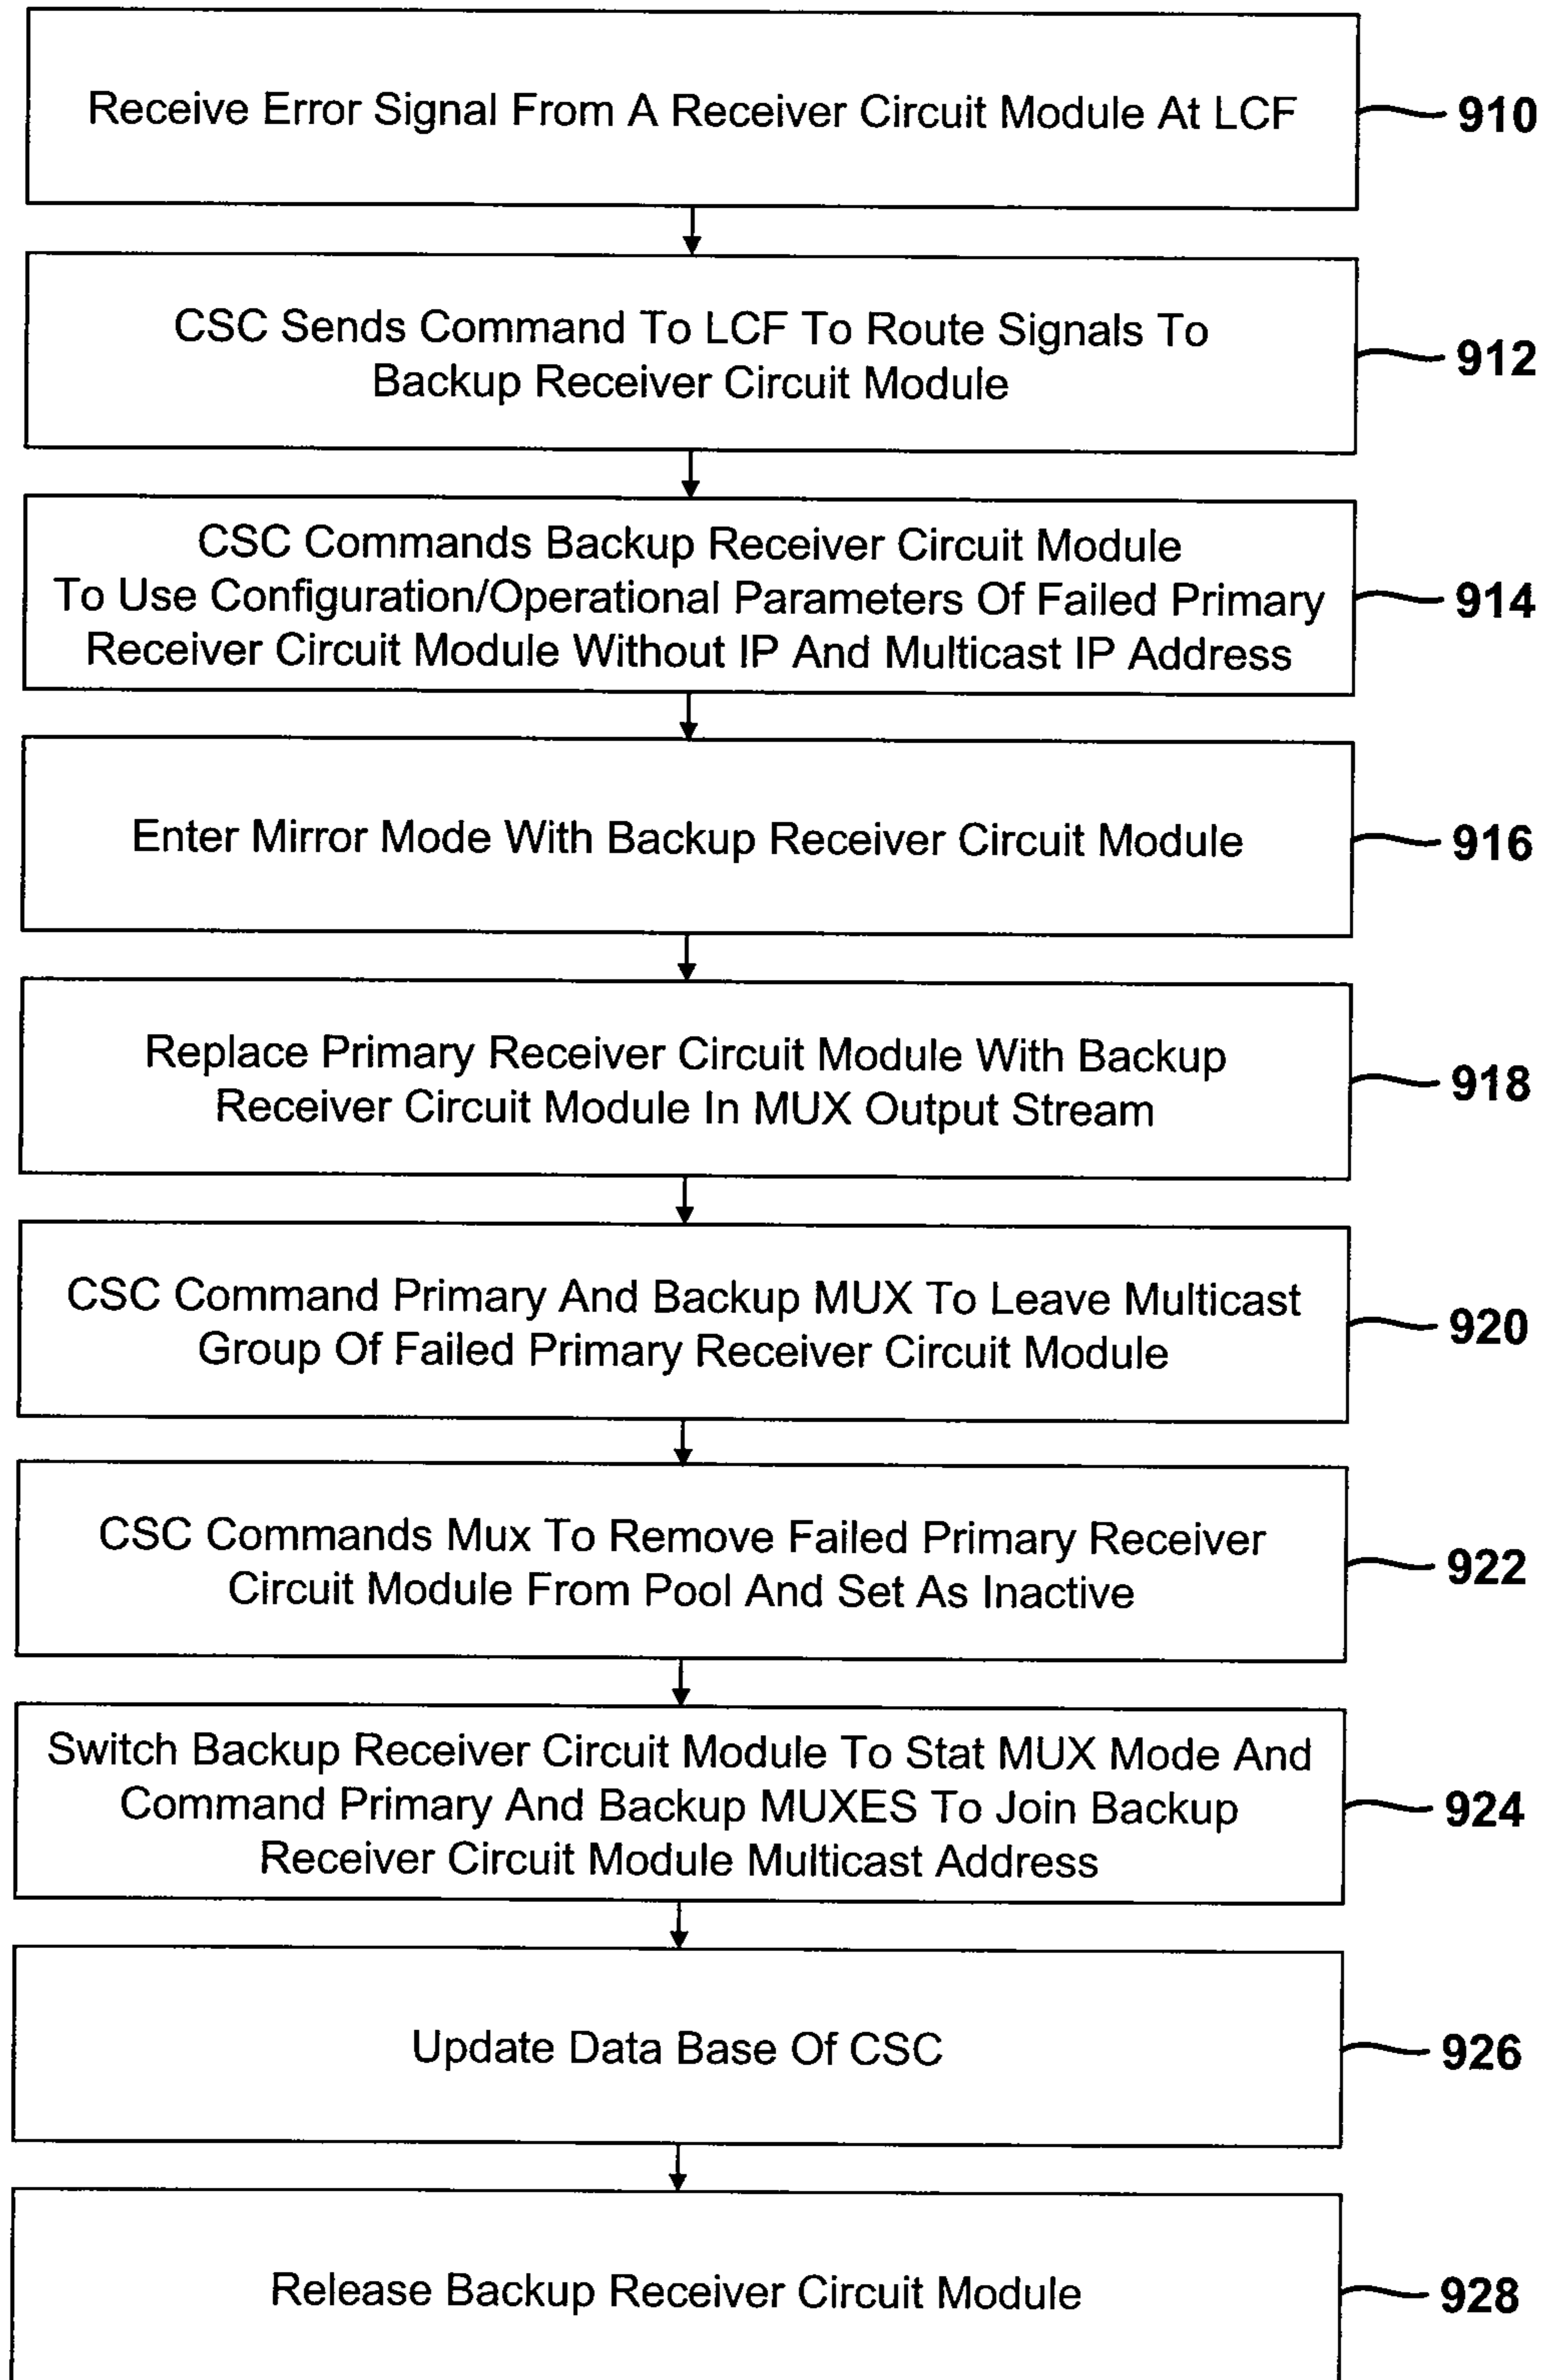 Receive Error Signal From A Receiver Circuit Module At LCF
910
CSC Sends Command To LCF To Route Signals To
Backup Receiver Circuit Module
912
CSC Commands Backup Receiver Circuit Module
To Use Configuration/Operational Parameters Of Failed Primary
Receiver Circuit Module Without IP And Multicast IP Address
914
Enter Mirror Mode With Backup Receiver Circuit Module
916
Replace Primary Receiver Circuit Module With Backup
Receiver Circuit Module In MUX Output Stream
918
CSC Command Primary And Backup MUX To Leave Multicast
Group Of Failed Primary Receiver Circuit Module
920
CSC Commands Mux To Remove Failed Primary Receiver
Circuit Module From Pool And Set As Inactive
922
Switch Backup Receiver Circuit Module To Stat MUX Mode And
Command Primary And Backup MUXES To Join Backup
Receiver Circuit Module Multicast Address
924
Update Data Base Of CSC
926
Release Backup Receiver Circuit Module
928